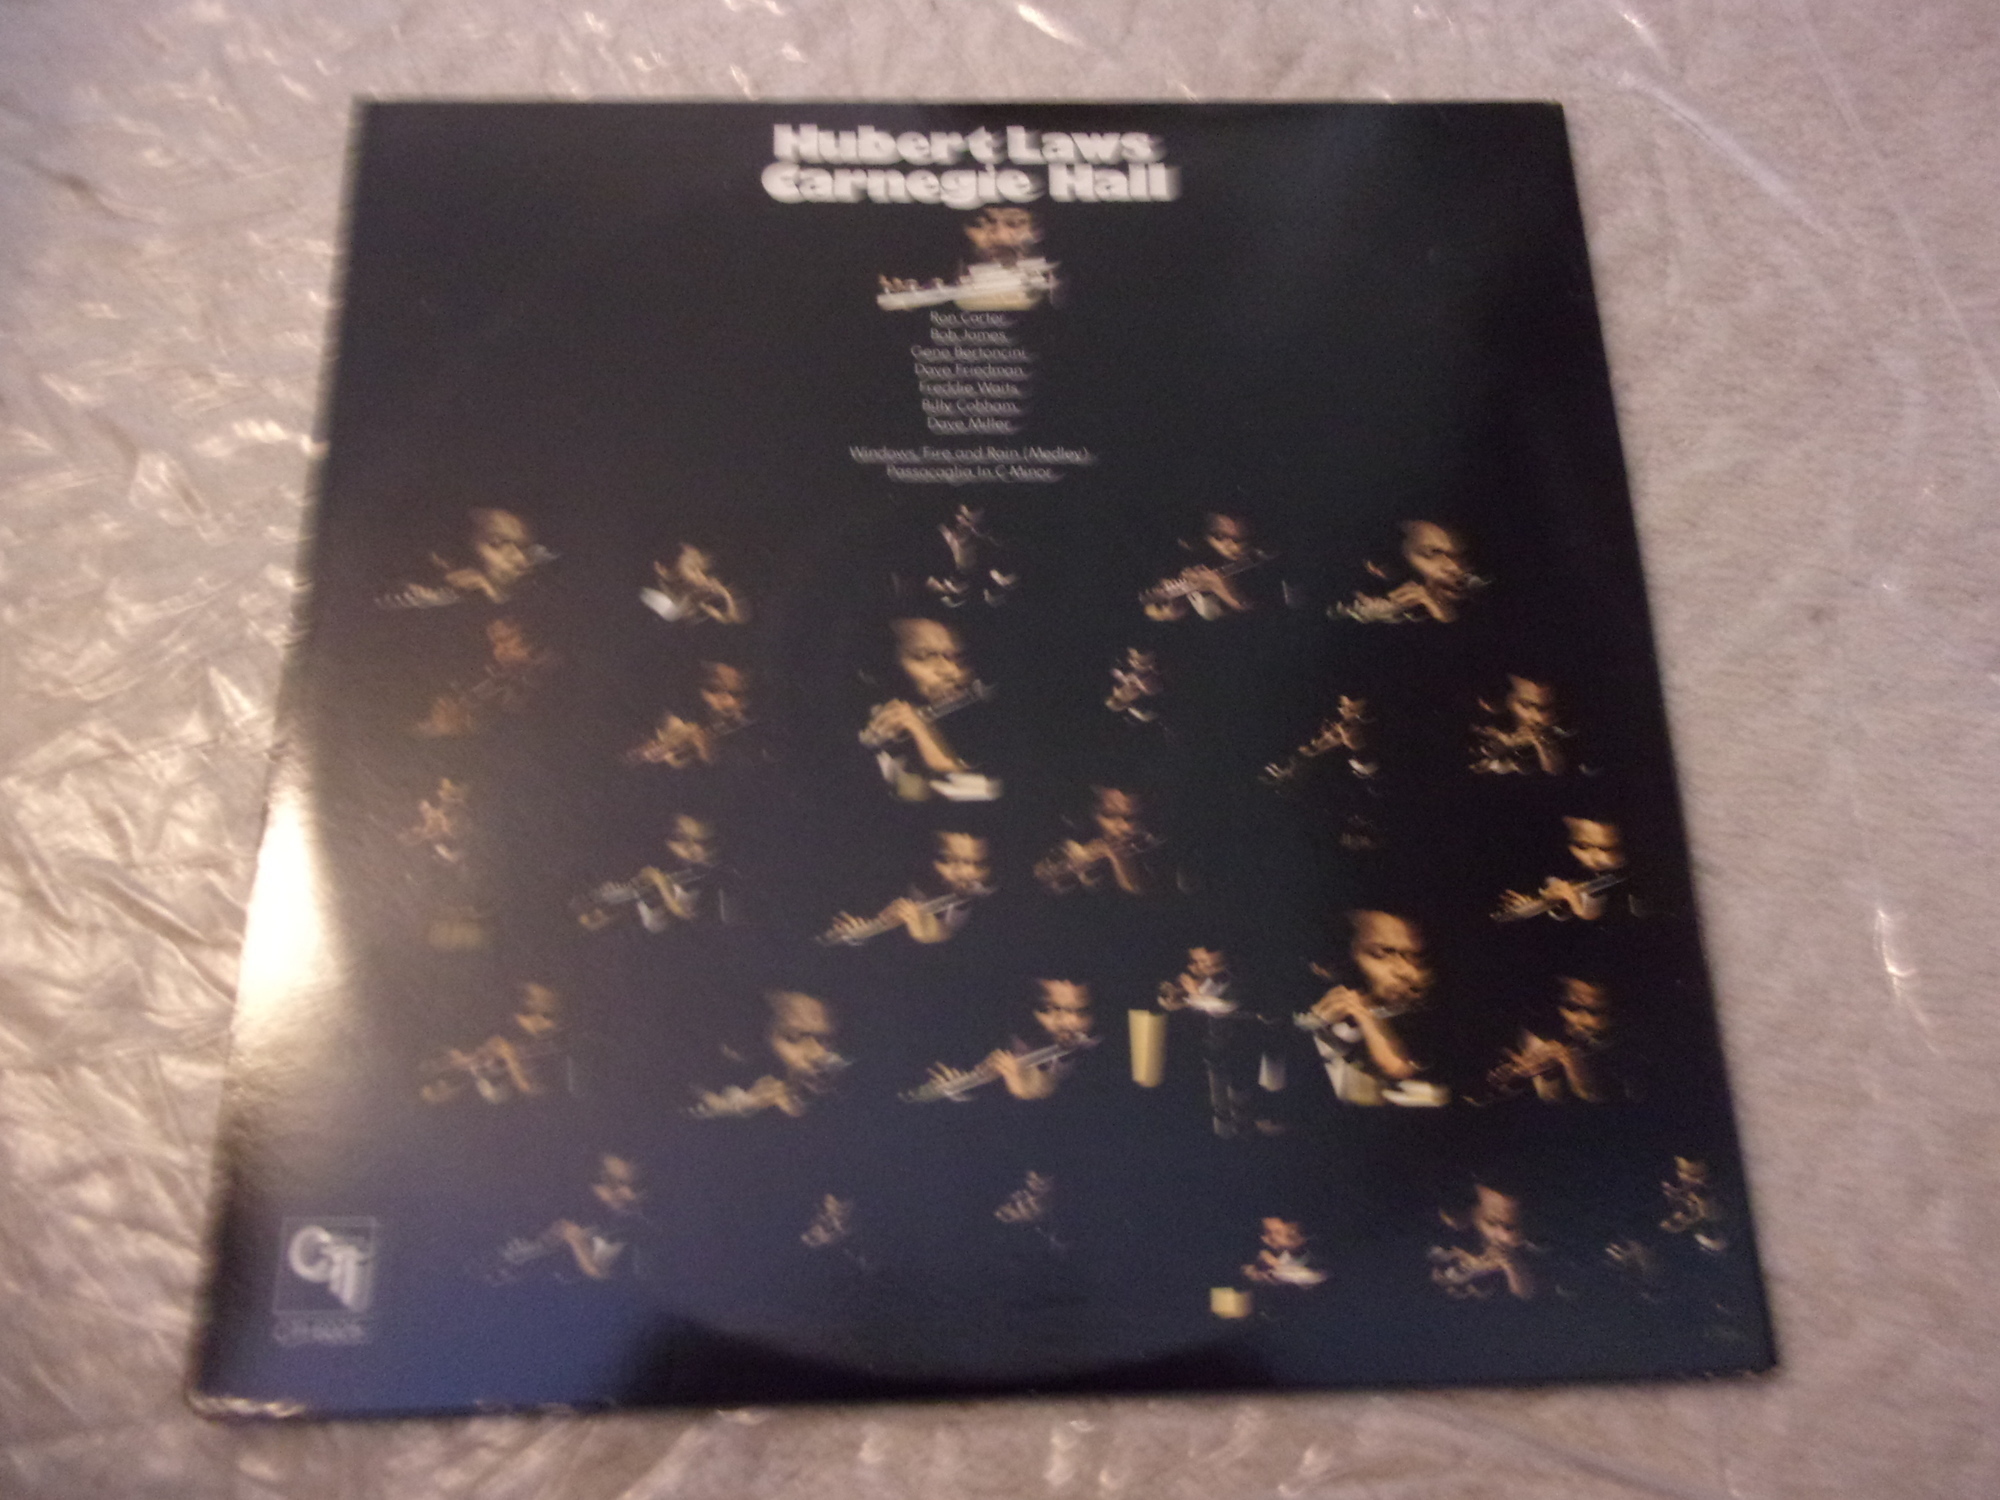 Hubert Laws
Carnegie Hall
Ron Carter
Bob James
Gene Bertoncini
Dave Friedman
Freddie Waits
Billy Cobham
Dave Miller
Windows, Fire and Rain (Medley)
Passacaglia In C Minor
CTI